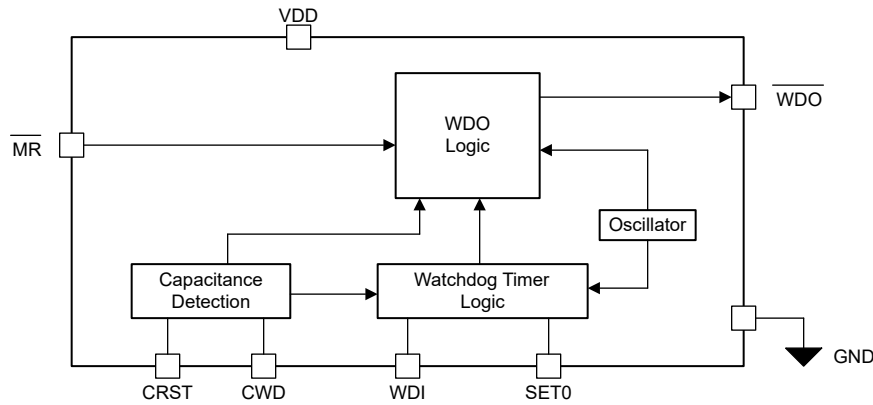 VDD
WDO
WDO
Logic
MR
Oscillator
Capacitance
Detection
Watchdog Timer
Logic
GND
CRST
CWD
WDI
SET0